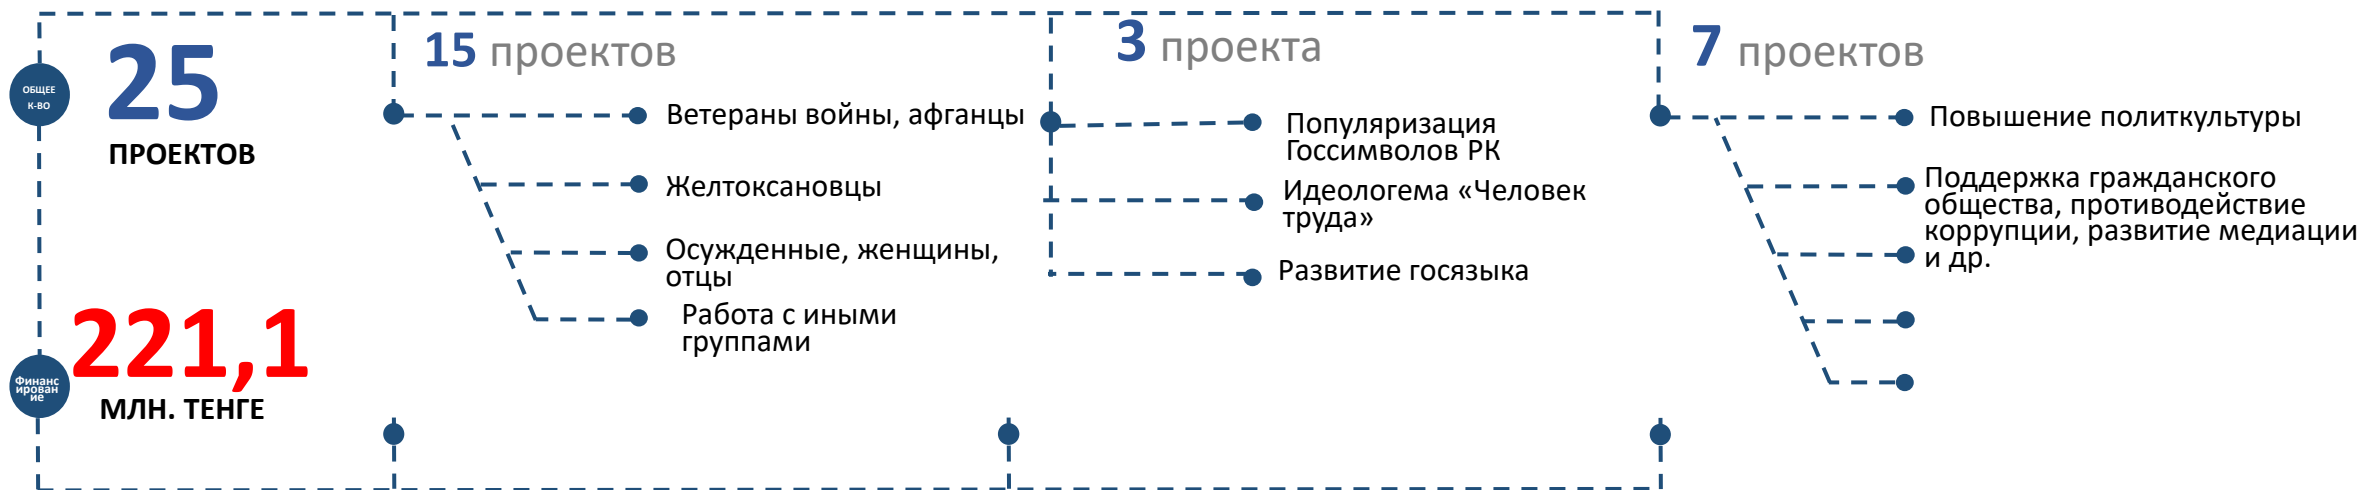 ОБЩЕЕ
К-ВО
25
ПРОЕКТОВ
Финанс
ирован
ие
221,1
МЛН. ТЕНГЕ
15 проектов
Ветераны войны, афганцы
Желтоксановцы
Осужденные, женщины,
отцы
Работа с иными
группами
3 проекта
Популяризация
Госсимволов РК
Идеологема «Человек
труда»
Развитие госязыка
7 проектов
Повышение политкультуры
Поддержка гражданского
общества, противодействие
коррупции, развитие медиации
и др.